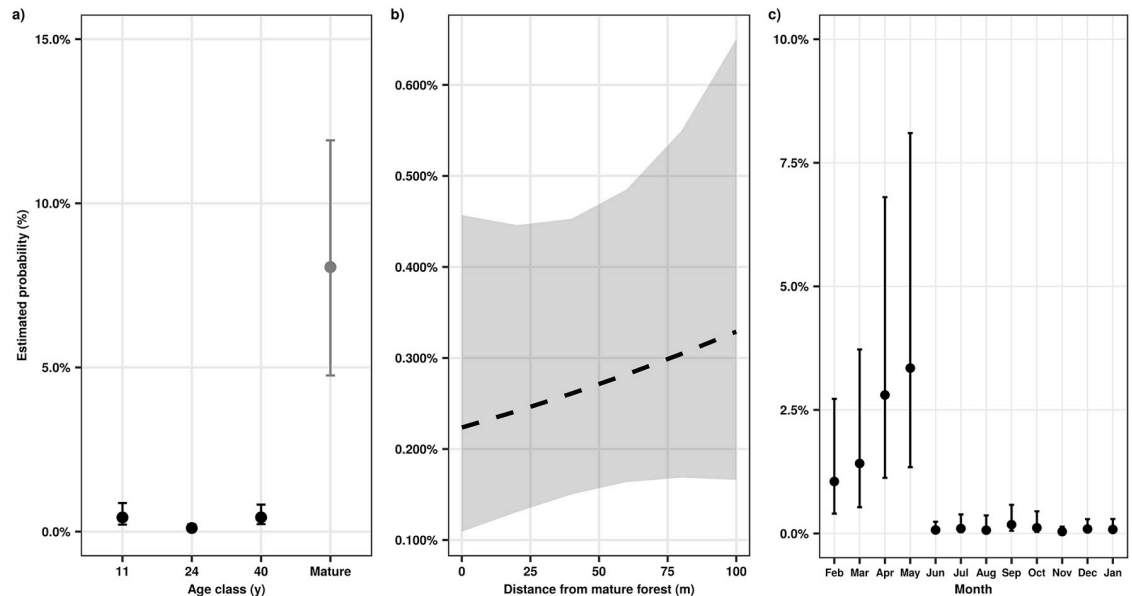 a)
Estimated probability (%)
15.0%
10.0%
5.0%
0.0%
11 24 40 Mature
Age class (y)
b)
0.600%
0.500%
0.400%
0.300%
0.200%
0.100%
0 25 50 75 100
Distance from mature forest (m)
c)
10.0%
7.5%
5.0%
2.5%
0.0%
Feb Mar Apr May Jun Jul Aug Sep Oct Nov Dec Jan
Month